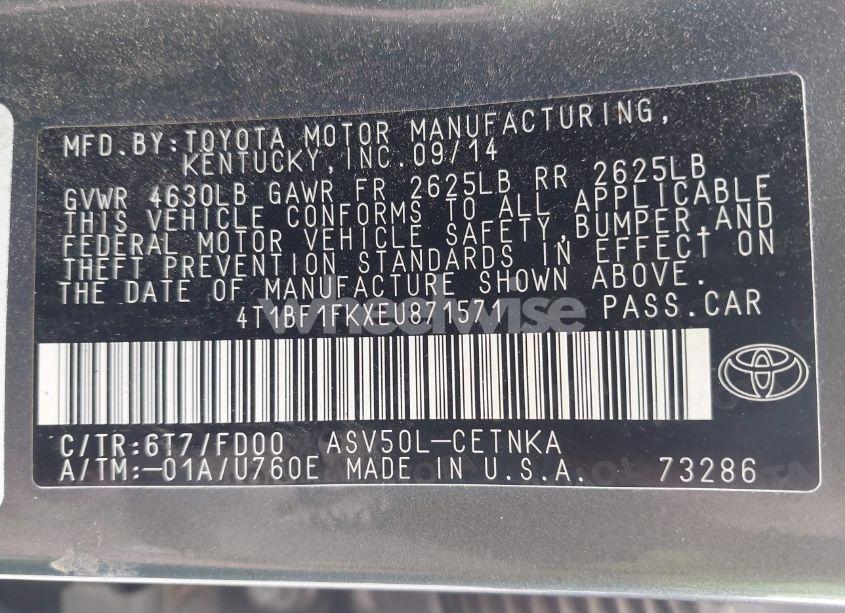 MFD.BY:TOYOTA MOTOR MANUFACTURING,
KENTUCKY,INC.09/14
GVWR 4630LB GAWR FR 2625LB RR 2625LB
THIS VEHICLE CONFORMS TO ALL APPLICABLE
FEDERAL MOTOR VEHICLE SAFETY,BUMPER,AND
THEFT PREVENTION STANDARDS IN EFFECT ON
THE DATE OF MANUFACTURE SHOWN ABOVE.
4T1BF1FKXEU871571 PASS.CAR
wheelwise
C/TR:6T7/FD00 ASV50L-CETNKA
A/TM:-01A/U760E MADE IN U.S.A. 73286